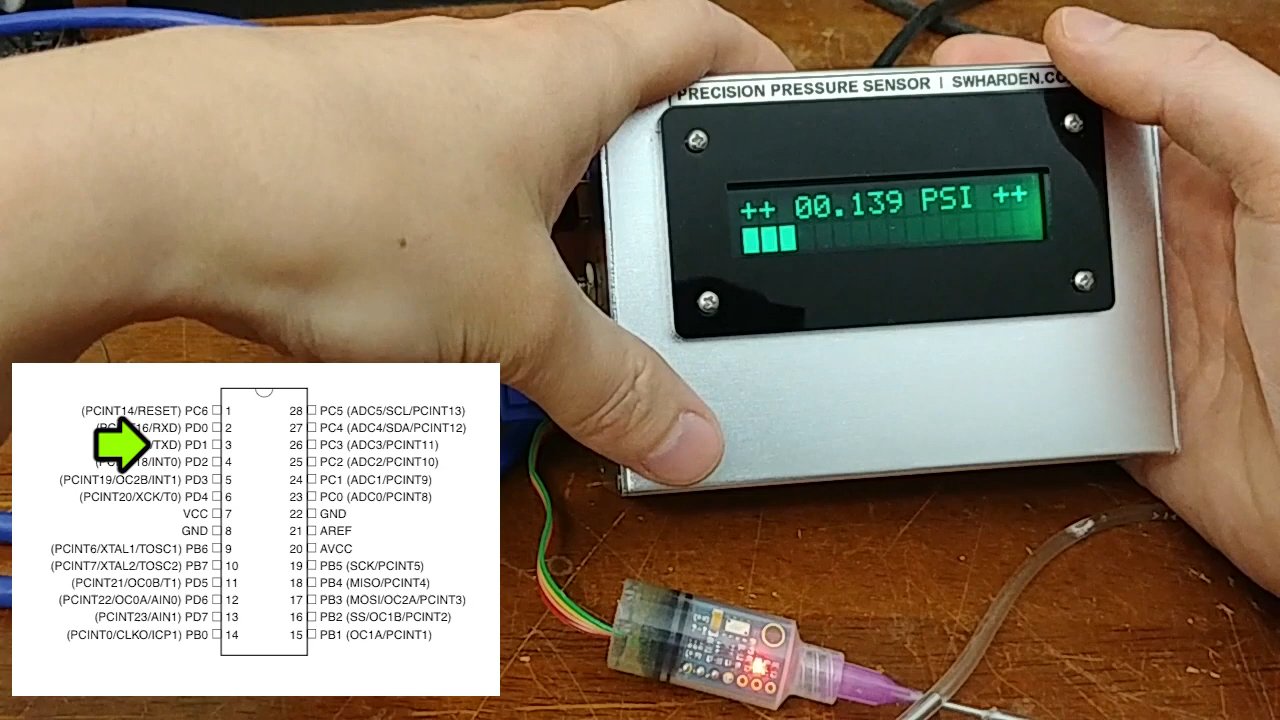 PRECISION PRESSURE SENSOR | SWHARDEN.CO
++ 00.139 PSI ++
(PCINT14/RESET) PC6 1 28 PC5 (ADC5/SCL/PCINT13)
16/RXD) PD0 2 27 PC4 (ADC4/SDA/PCINT12)
/TXD) PD1 3 26 PC3 (ADC3/PCINT11)
18/INT0) PD2 4 25 PC2 (ADC2/PCINT10)
(PCINT19/OC2B/INT1) PD3 5 24 PC1 (ADC1/PCINT9)
(PCINT20/XCK/T0) PD4 6 23 PC0 (ADC0/PCINT8)
VCC 7 22 GND
GND 8 21 AREF
(PCINT6/XTAL1/TOSC1) PB6 9 20 AVCC
(PCINT7/XTAL2/TOSC2) PB7 10 19 PB5 (SCK/PCINT5)
(PCINT21/OC0B/T1) PD5 11 18 PB4 (MISO/PCINT4)
(PCINT22/OC0A/AIN0) PD6 12 17 PB3 (MOSI/OC2A/PCINT3)
(PCINT23/AIN1) PD7 13 16 PB2 (SS/OC1B/PCINT2)
(PCINT0/CLKO/ICP1) PB0 14 15 PB1 (OC1A/PCINT1)